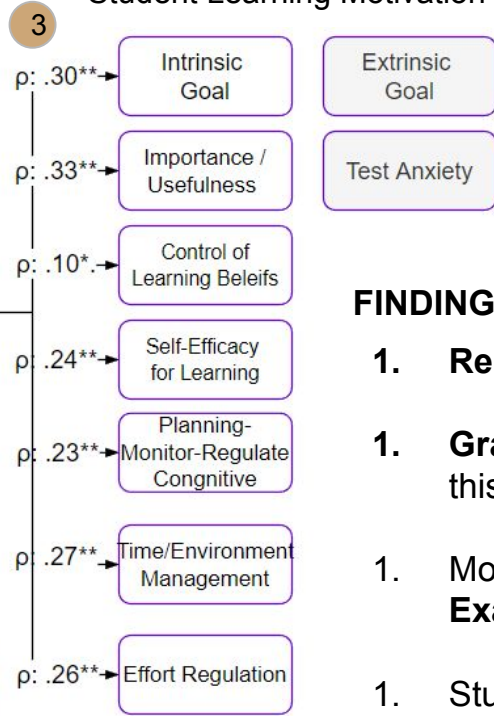 Student Learning Motivation
3
ρ: .30**
Intrinsic
Goal
Extrinsic
Goal
ρ: .33**
Importance /
Usefulness
Test Anxiety
ρ: .10*.
Control of
Learning Beleifs
ρ: .24**
Self-Efficacy
for Learning
ρ: .23**
Planning-
Monitor-Regulate
Congnitive
ρ: .27**
Time/Environment
Management
ρ: .26**
Effort Regulation
FINDING
1. Re
1. Gra
this
1. Mo
Exa
1. Stu